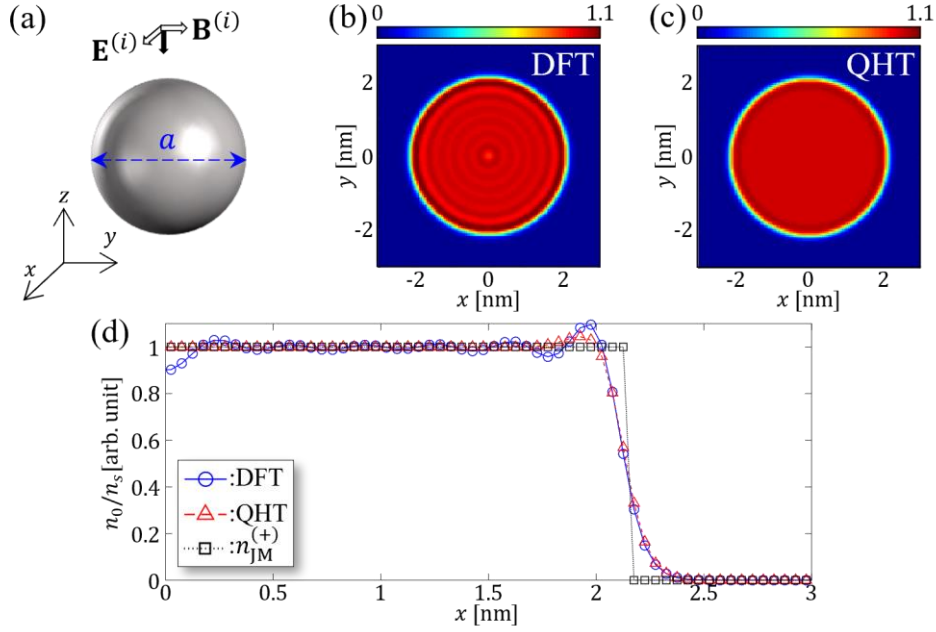 (a)
E(i)
B(i)
a
z
y
x
(b)
0
1.1
DFT
2
0
-2
y [nm]
-2
0
2
x [nm]
(c)
0
1.1
QHT
2
0
-2
y [nm]
-2
0
2
x [nm]
(d)
1
0.8
0.6
0.4
0.2
0
n0/ns [arb. unit]
:DFT
:QHT
:nJM(+)
0
0.5
1
1.5
2
2.5
3
x [nm]